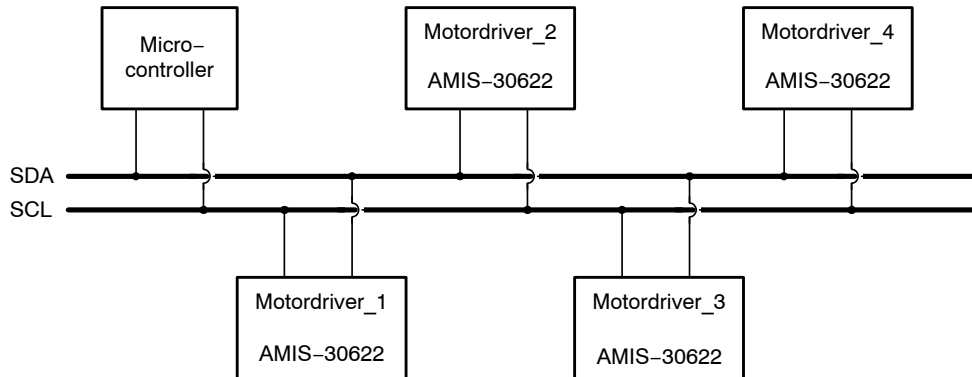 Micro−
controller
Motordriver_2
AMIS−30622
Motordriver_4
AMIS−30622
SDA
SCL
Motordriver_1
AMIS−30622
Motordriver_3
AMIS−30622